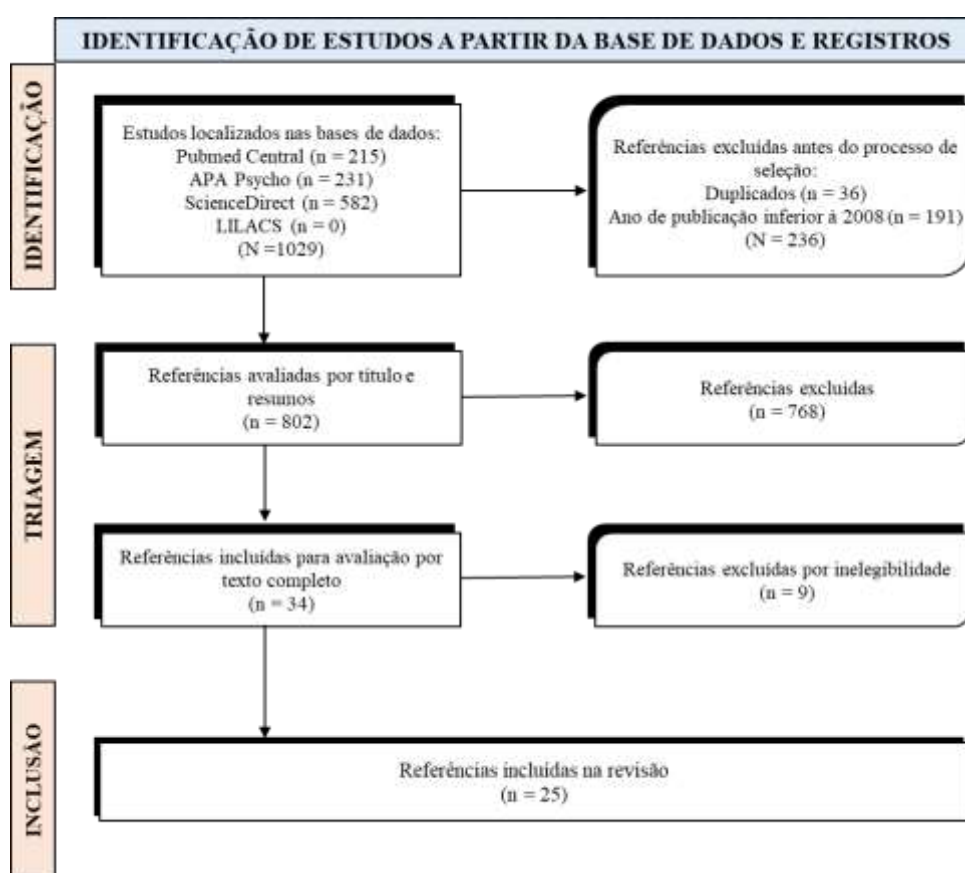 IDENTIFICAÇÃO DE ESTUDOS A PARTIR DA BASE DE DADOS E REGISTROS
IDENTIFICAÇÃO
Estudos localizados nas bases de dados:
Pubmed Central (n = 215)
APA Psycho (n = 231)
ScienceDirect (n = 582)
LILACS (n = 0)
(N =1029)
Referências excluídas antes do processo de
seleção:
Duplicados (n = 36)
Ano de publicação inferior à 2008 (n = 191)
(N = 236)
TRIAGEM
Referências avaliadas por título e
resumos
(n = 802)
Referências excluídas
(n = 768)
Referências incluídas para avaliação por
texto completo
(n = 34)
Referências excluídas por inelegibilidade
(n = 9)
INCLUSÃO
Referências incluídas na revisão
(n = 25)